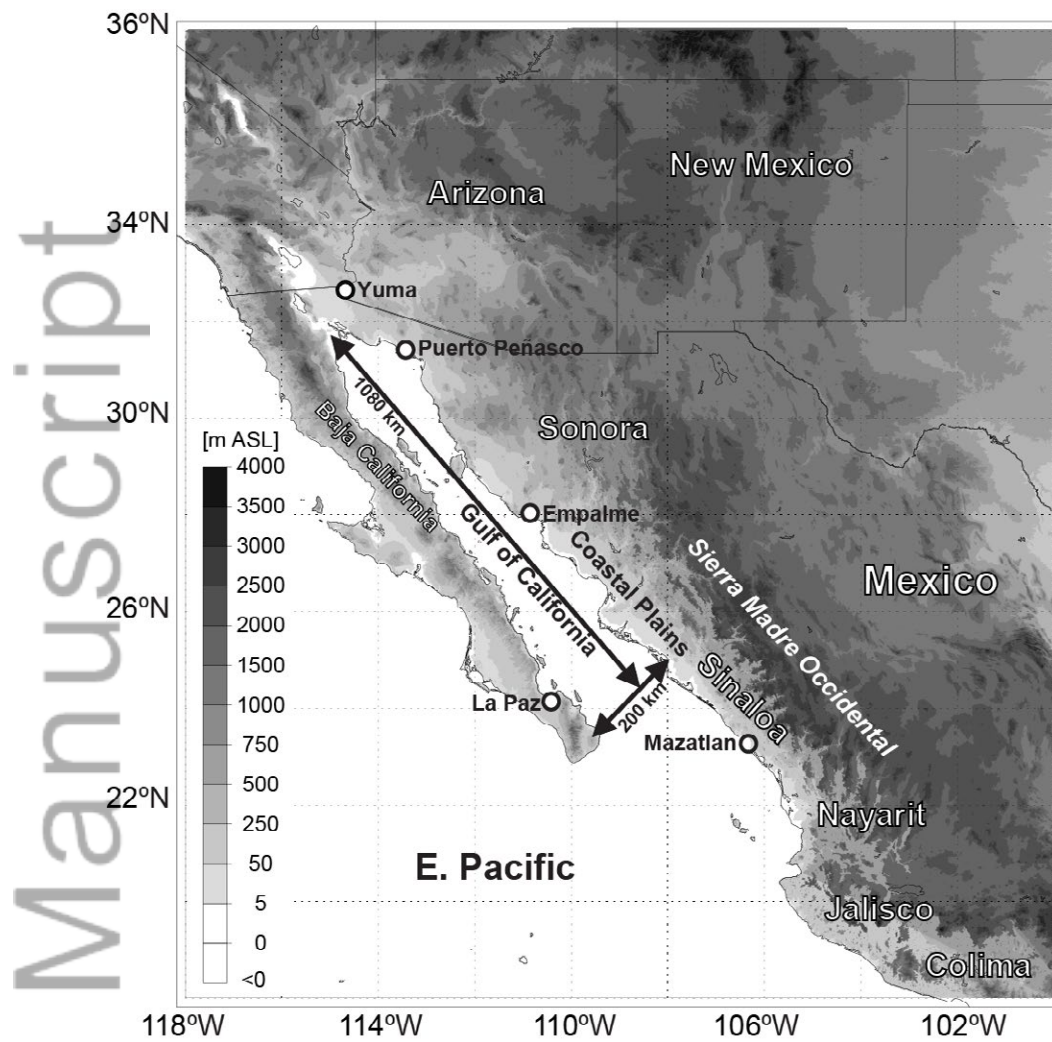 Manuscript
36ºN
34ºN
30ºN
26ºN
22ºN
118ºW
114ºW
110ºW
106ºW
102ºW
[m ASL]
4000
3500
3000
2500
2000
1500
1000
750
500
250
50
5
0
<0
New Mexico
Arizona
Yuma
Puerto Peñasco
1080 km
Baja California
Sonora
Empalme
Gulf of California
Coastal Plains
Sierra Madre Occidental
Mexico
Sinaloa
La Paz
200 km
Mazatlan
Nayarit
E. Pacific
Jalisco
Colima